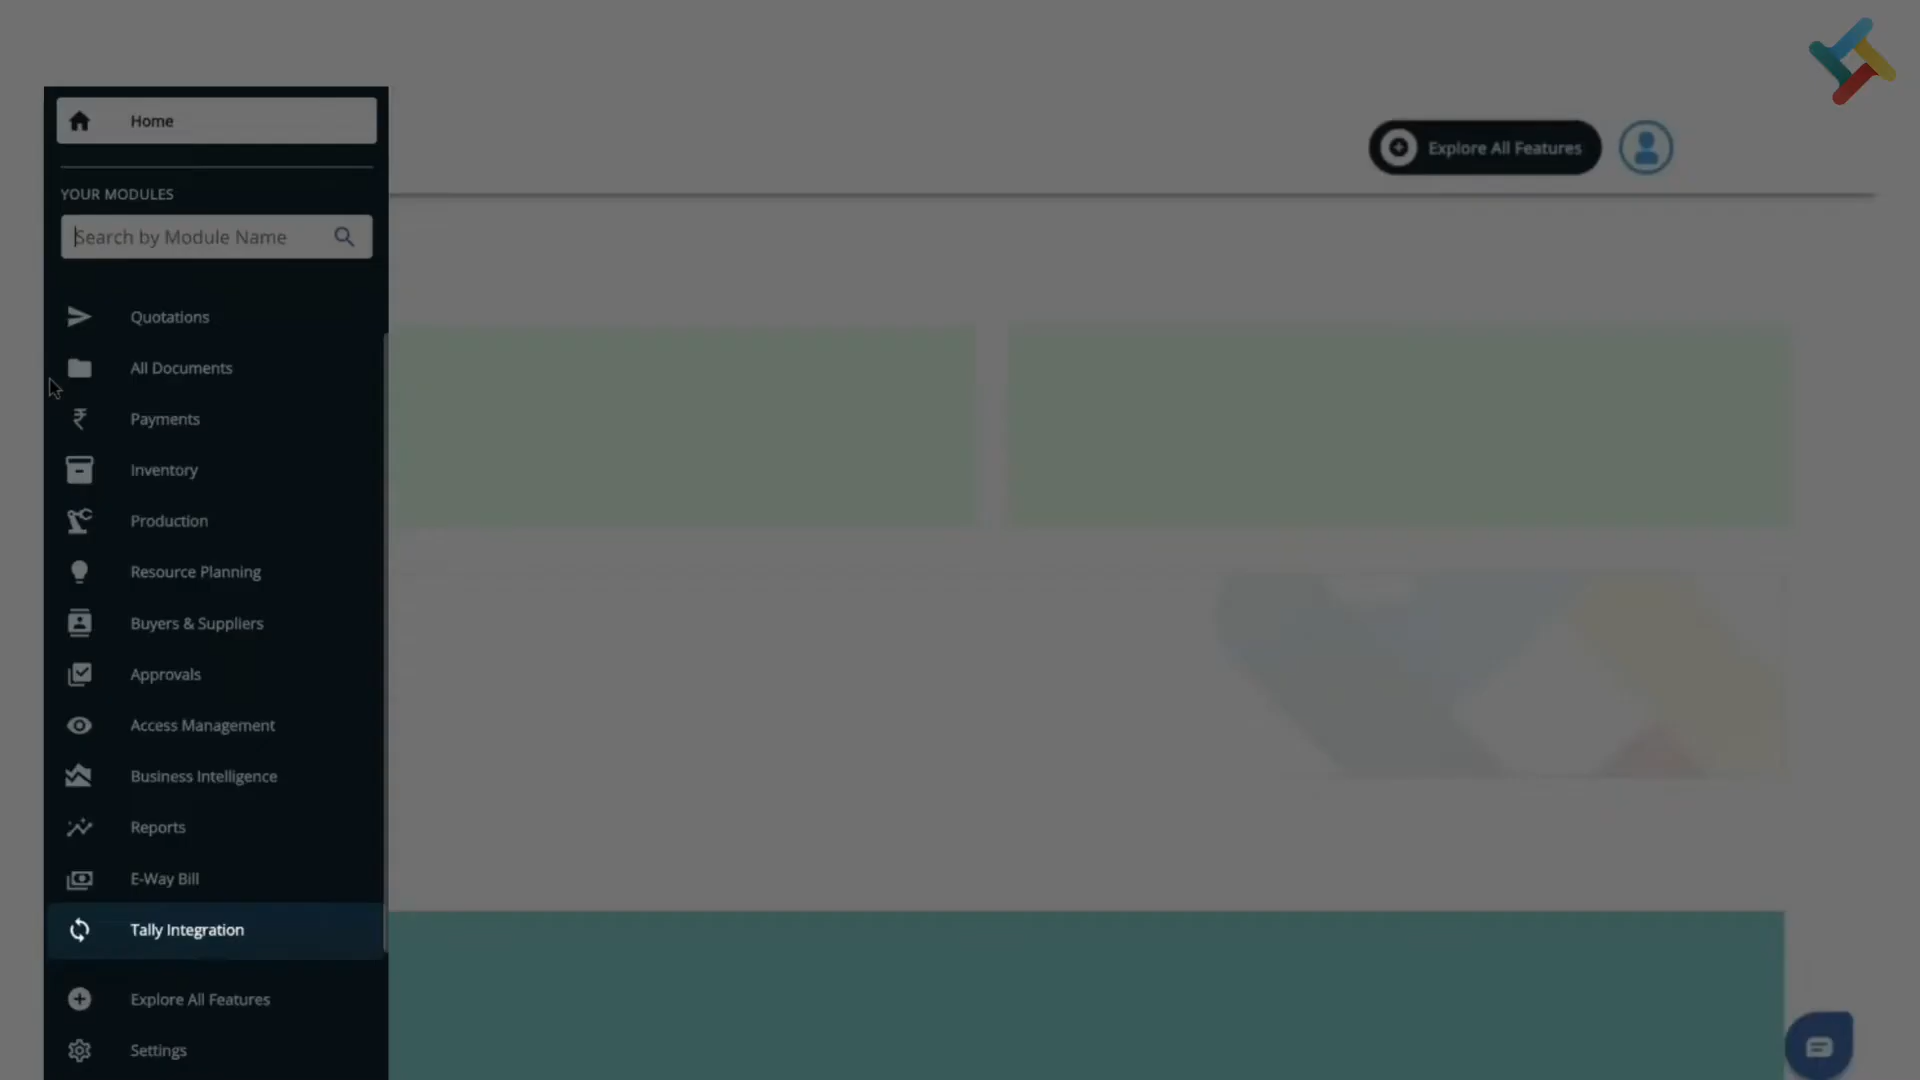 Home
Explore All Features
YOUR MODULES
Search by Module Name
Quotations
All Documents
Payments
Inventory
Production
Resource Planning
Buyers & Suppliers
Approvals
Access Management
Business Intelligence
Reports
E-Way Bill
Tally Integration
Explore All Features
Settings